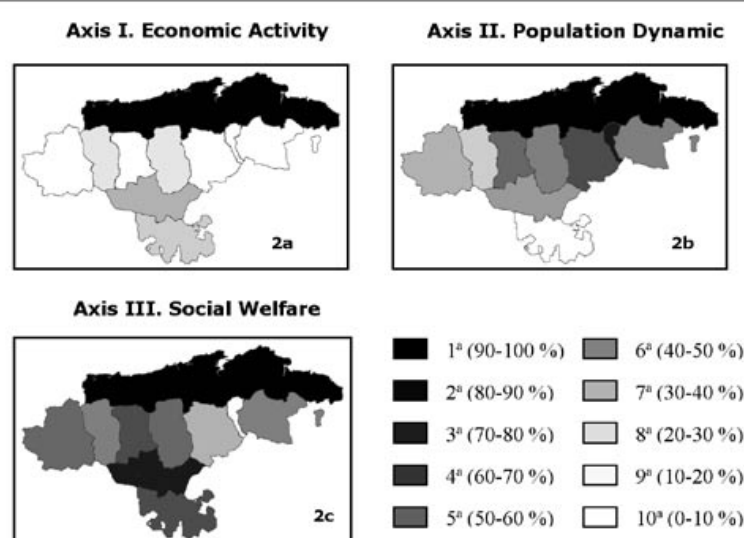 Axis I. Economic Activity
Axis II. Population Dynamic
2a
2b
Axis III. Social Welfare
2c
1ª (90-100 %)
2ª (80-90 %)
3ª (70-80 %)
4ª (60-70 %)
5ª (50-60 %)
6ª (40-50 %)
7ª (30-40 %)
8ª (20-30 %)
9ª (10-20 %)
10ª (0-10 %)